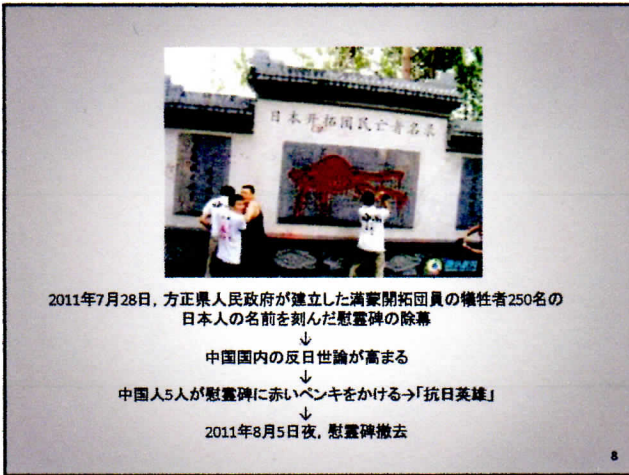 日本开拓团民亡者名录
2011年7月28日，方正県人民政府が建立した満蒙開拓団員の犠牲者250名の
日本人の名前を刻んだ慰霊碑の除幕
↓
中国国内の反日世論が高まる
↓
中国人5人が慰霊碑に赤いペンキをかける→「抗日英雄」
↓
2011年8月5日夜，慰霊碑撤去
8